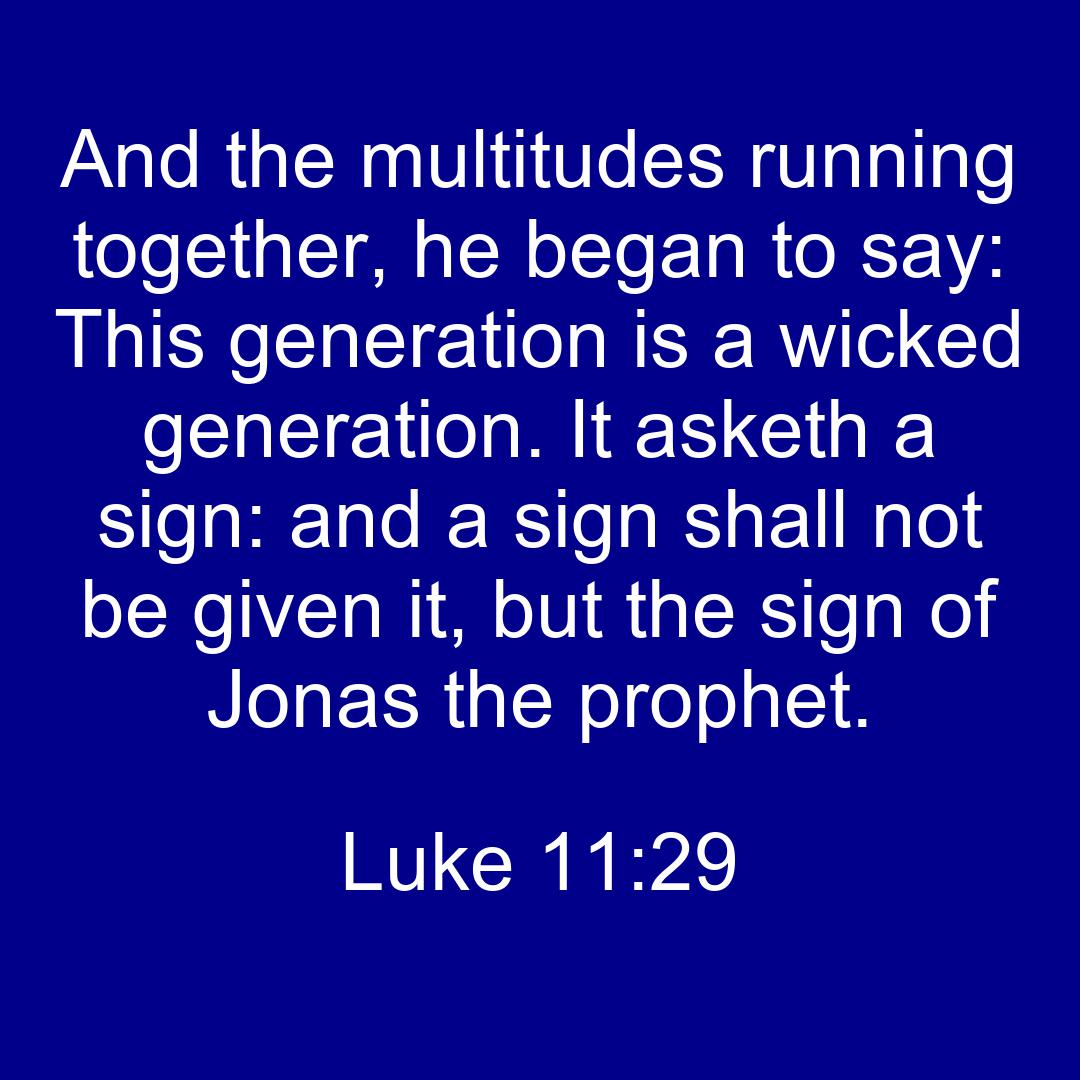 And the multitudes running
together, he began to say:
This generation is a wicked
generation. It asketh a
sign: and a sign shall not
be given it, but the sign of
Jonas the prophet.
Luke 11:29